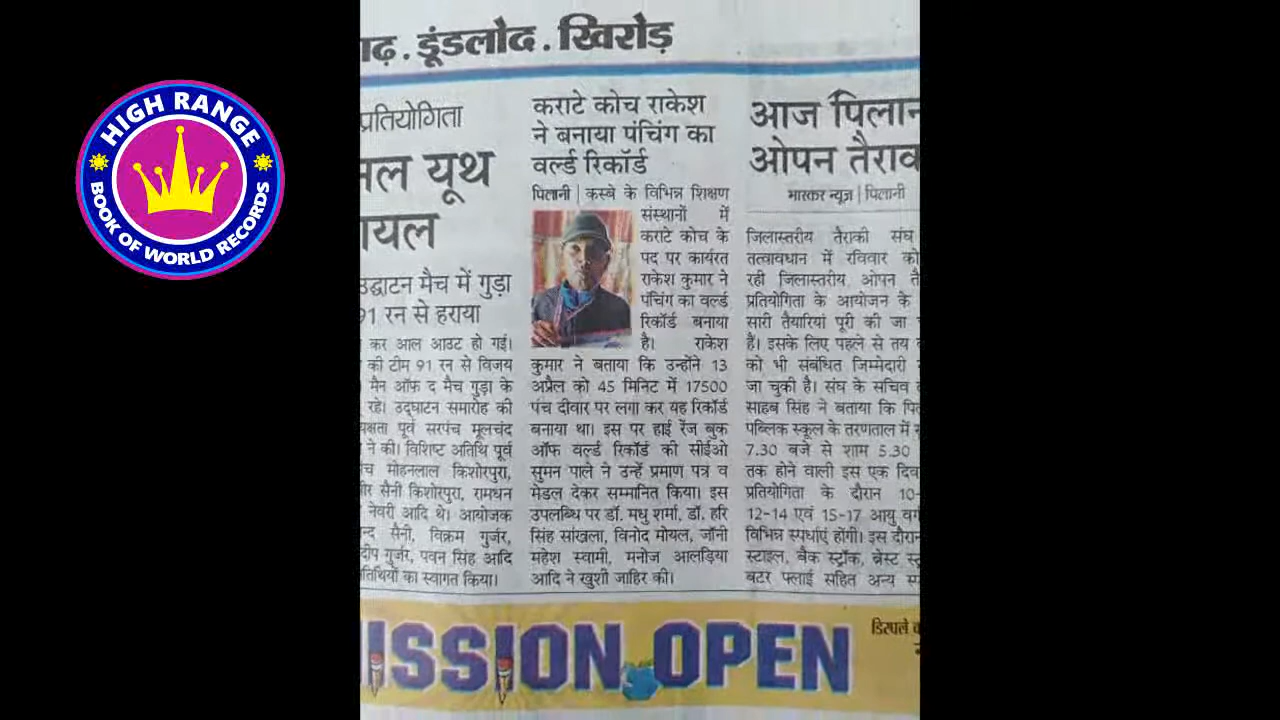 HIGH RANGE
BOOK OF WORLD RECORDS
डूंडलोद . खिरोड़
प्रतियोगिता
यूथ
उद्घाटन मैच में गुड़ा
91 रन से हराया
कर आल आउट हो गई।
की टीम 91 रन से विजय
मैन ऑफ द मैच गुड़ा के
रहे। उद्घाटन समारोह की
पूर्व सरपंच मूलचंद
ने की। विशिष्ट अतिथि पूर्व
मोहनलाल किशोरपुरा,
सैनी किशोरपुरा, रामधन
नेवरी आदि थे। आयोजक
सैनी, विक्रम गुर्जर,
गुर्जर, पवन सिंह आदि
का स्वागत किया।
कराटे कोच राकेश
ने बनाया पंचिंग का
वर्ल्ड रिकॉर्ड
पिलानी | कस्बे के विभिन्न शिक्षण
संस्थानों में
कराटे कोच के
पद पर कार्यरत
राकेश कुमार ने
पंचिंग का वर्ल्ड
रिकॉर्ड बनाया
है। राकेश
कुमार ने बताया कि उन्होंने 13
अप्रैल को 45 मिनिट में 17500
पंच दीवार पर लगा कर यह रिकॉर्ड
बनाया था। इस पर हाई रेंज बुक
ऑफ वर्ल्ड रिकॉर्ड की सीईओ
सुमन पाले ने उन्हें प्रमाण पत्र व
मेडल देकर सम्मानित किया। इस
उपलब्धि पर डॉ. मधु शर्मा, डॉ. हरि
सिंह सांखला, विनोद मोयल, जॉनी
महेश स्वामी, मनोज आलड़िया
आदि ने खुशी जाहिर की।
आज
ओपन
भास्कर न्यूज | पिलानी
जिलास्तरीय तैराकी संघ
तत्वावधान में रविवार को
रही जिलास्तरीय ओपन
प्रतियोगिता के आयोजन के
सारी तैयारियां पूरी की जा
हैं। इसके लिए पहले से तय
को भी संबंधित जिम्मेदारी
जा चुकी है। संघ के सचिव
साहब सिंह ने बताया कि
पब्लिक स्कूल के तरणताल में
7.30 बजे से शाम 5.30
तक होने वाली इस एक
प्रतियोगिता के दौरान 10-
12-14 एवं 15-17 आयु
विभिन्न स्पर्धाएं होंगी। इस
स्टाइल, बैक स्ट्रॉक, ब्रेस्ट
बटर फ्लाई सहित अन्य
ISSION OPEN
डिस्पले